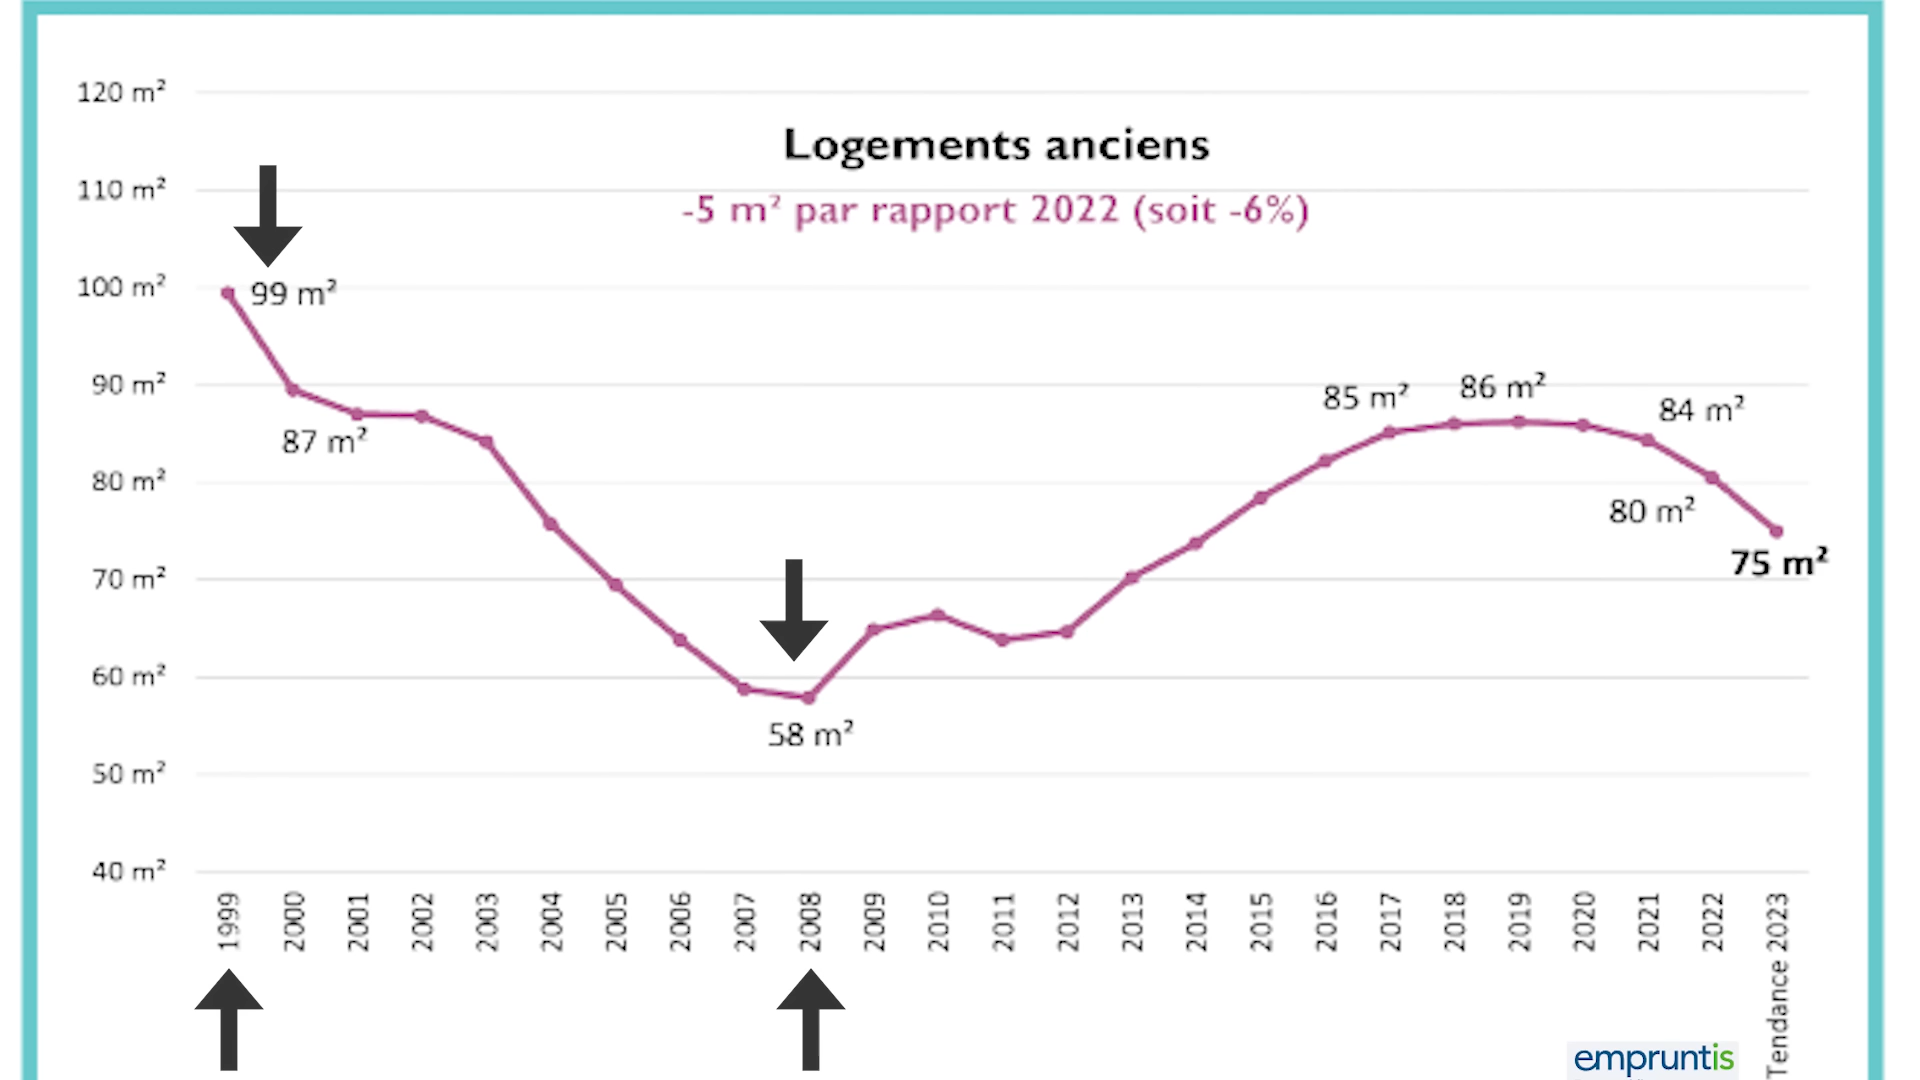 Logements anciens
-5 m² par rapport 2022 (soit -6%)
120 m²
110 m²
100 m²
90 m²
80 m²
70 m²
60 m²
50 m²
40 m²
99 m²
87 m²
58 m²
85 m²
86 m²
84 m²
80 m²
75 m²
1999
2000
2001
2002
2003
2004
2005
2006
2007
2008
2009
2010
2011
2012
2013
2014
2015
2016
2017
2018
2019
2020
2021
2022
Tendance 2023
empruntis